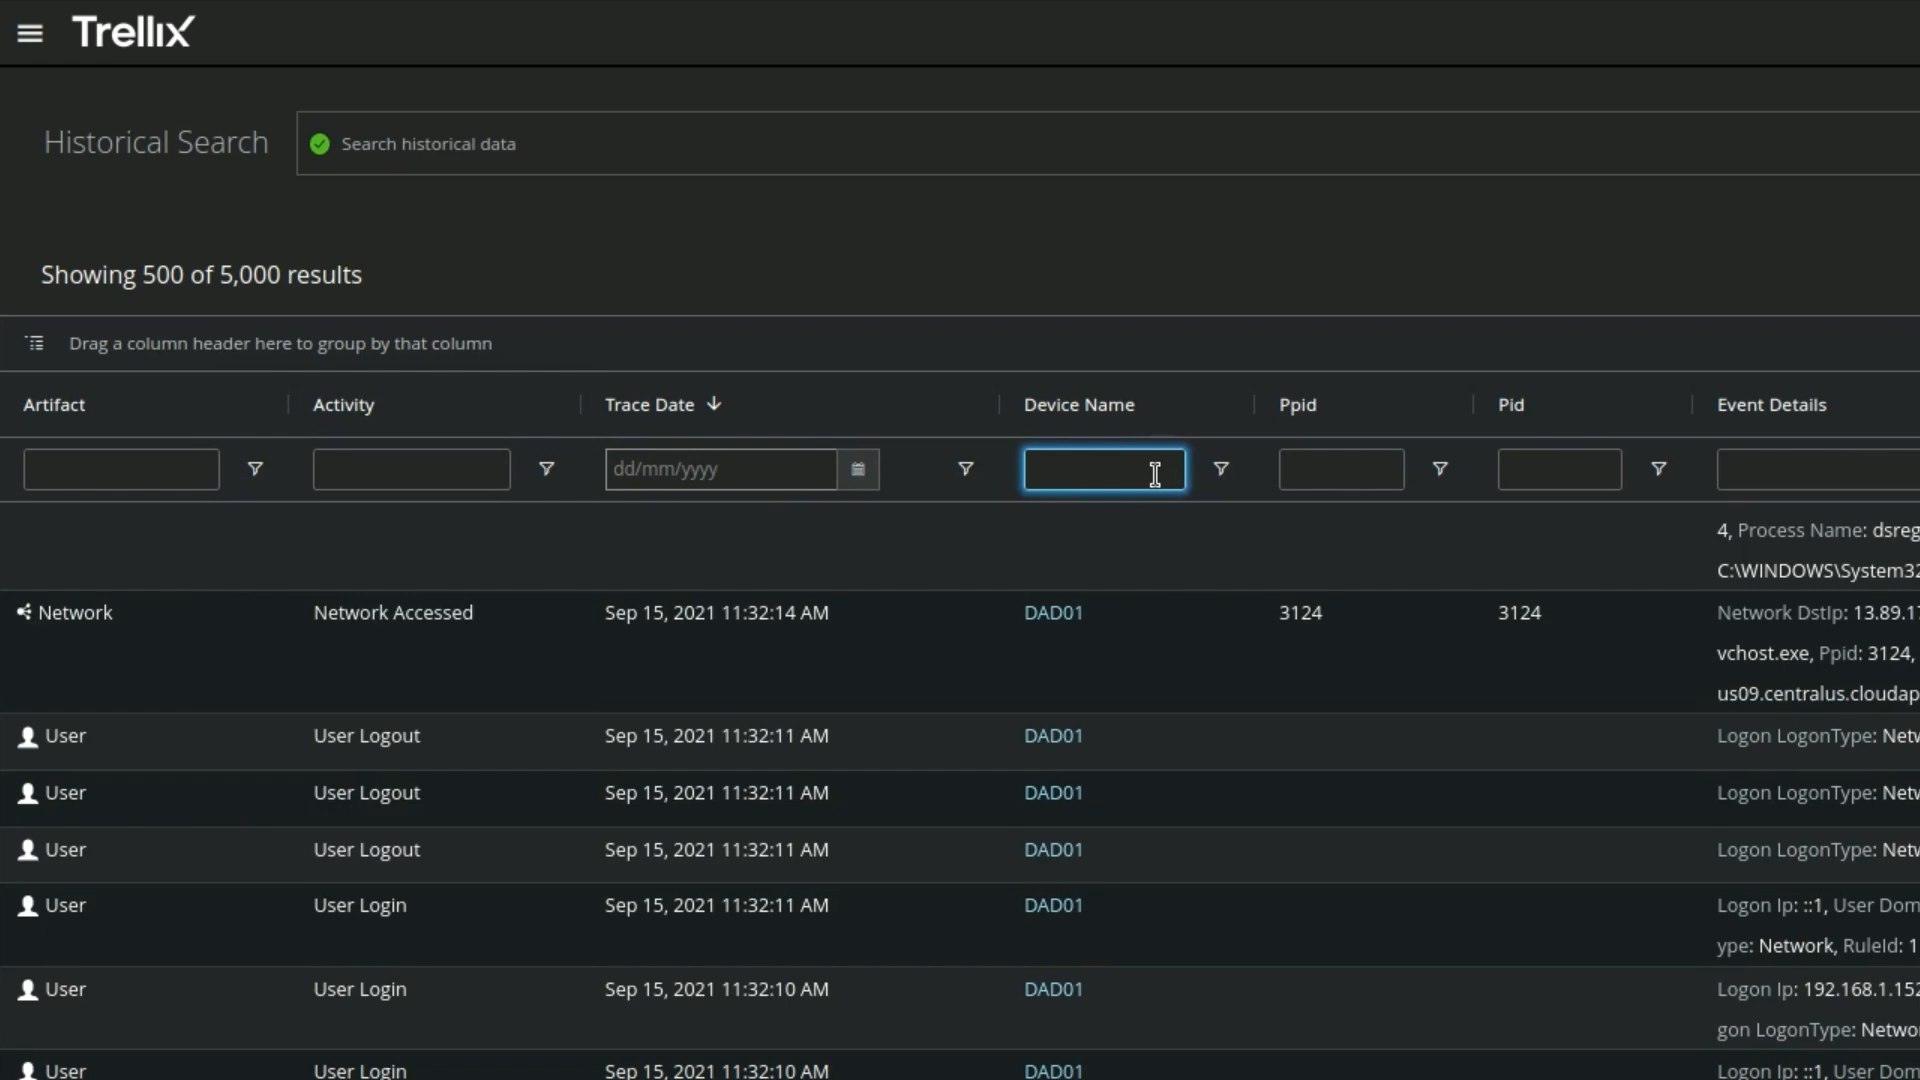 Trellix
Historical Search
Search historical data
Showing 500 of 5,000 results
Drag a column header here to group by that column
Artifact Activity Trace Date Device Name Ppid Pid Event Details
dd/mm/yyyy
4, Process Name: dsreg
C:\WINDOWS\System32
Network Network Accessed Sep 15, 2021 11:32:14 AM DAD01 3124 3124 Network DstIp: 13.89.17
vchost.exe, Ppid: 3124,
us09.centralus.cloudap
User User Logout Sep 15, 2021 11:32:11 AM DAD01 Logon LogonType: Netw
User User Logout Sep 15, 2021 11:32:11 AM DAD01 Logon LogonType: Netw
User User Logout Sep 15, 2021 11:32:11 AM DAD01 Logon LogonType: Netw
User User Login Sep 15, 2021 11:32:11 AM DAD01 Logon Ip: ::1, User Dom
ype: Network, RuleId: 1
User User Login Sep 15, 2021 11:32:10 AM DAD01 Logon Ip: 192.168.1.152
gon LogonType: Networ
User User Login Sep 15, 2021 11:32:10 AM DAD01 Logon Ip: ::1, User Dom